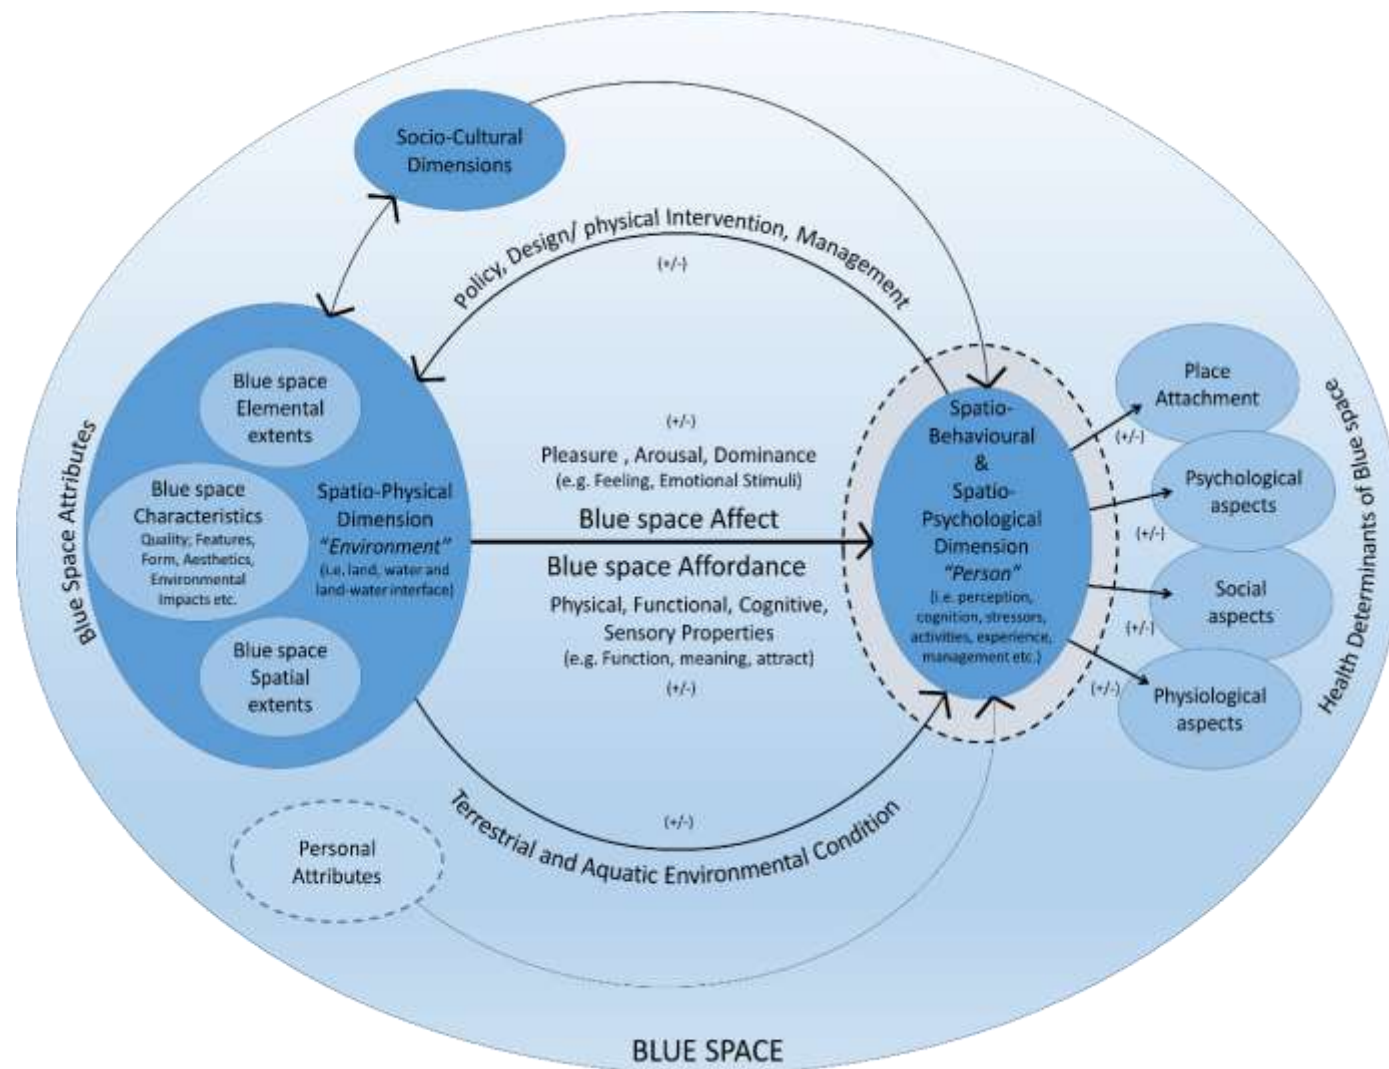 Socio-Cultural
Dimensions
Policy, Design/ physical Intervention, Management
(+/-)
Blue Space Attributes
Blue space
Elemental
extents
Blue space
Characteristics
Quality; Features,
Form, Aesthetics,
Environmental
Impacts etc.
Blue space
Spatial
extents
Spatio-Physical
Dimension
"Environment"
(i.e. land, water and
land-water interface)
(+/-)
Pleasure , Arousal, Dominance
(e.g. Feeling, Emotional Stimuli)
Blue space Affect
Blue space Affordance
Physical, Functional, Cognitive,
Sensory Properties
(e.g. Function, meaning, attract)
(+/-)
Spatio-
Behavioural
&
Spatio-
Psychological
Dimension
"Person"
(i.e. perception,
cognition, stressors,
activities, experience,
management etc.)
Place
Attachment
(+/-)
Psychological
aspects
(+/-)
Social
aspects
(+/-)
Physiological
aspects
(+/-)
Health Determinants of Blue space
(+/-)
Terrestrial and Aquatic Environmental Condition
Personal
Attributes
BLUE SPACE